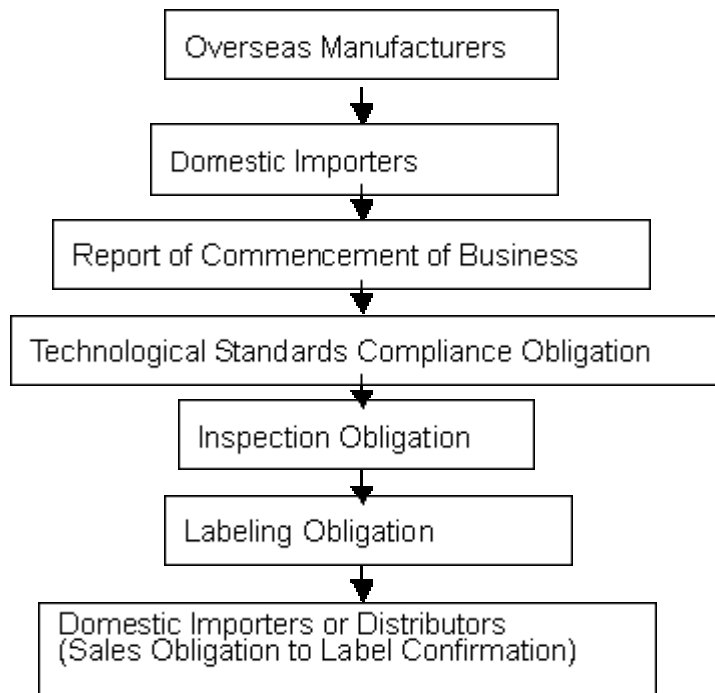 Overseas Manufacturers
Domestic Importers
Report of Commencement of Business
Technological Standards Compliance Obligation
Inspection Obligation
Labeling Obligation
Domestic Importers or Distributors
(Sales Obligation to Label Confirmation)